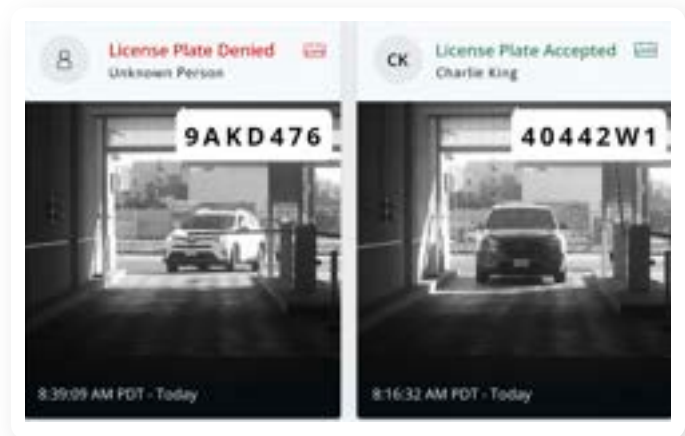 License Plate Denied
Unknown Person
9AKD476
8:39:09 AM PDT - Today
CK
License Plate Accepted
Charlie King
40442W1
8:16:32 AM PDT - Today